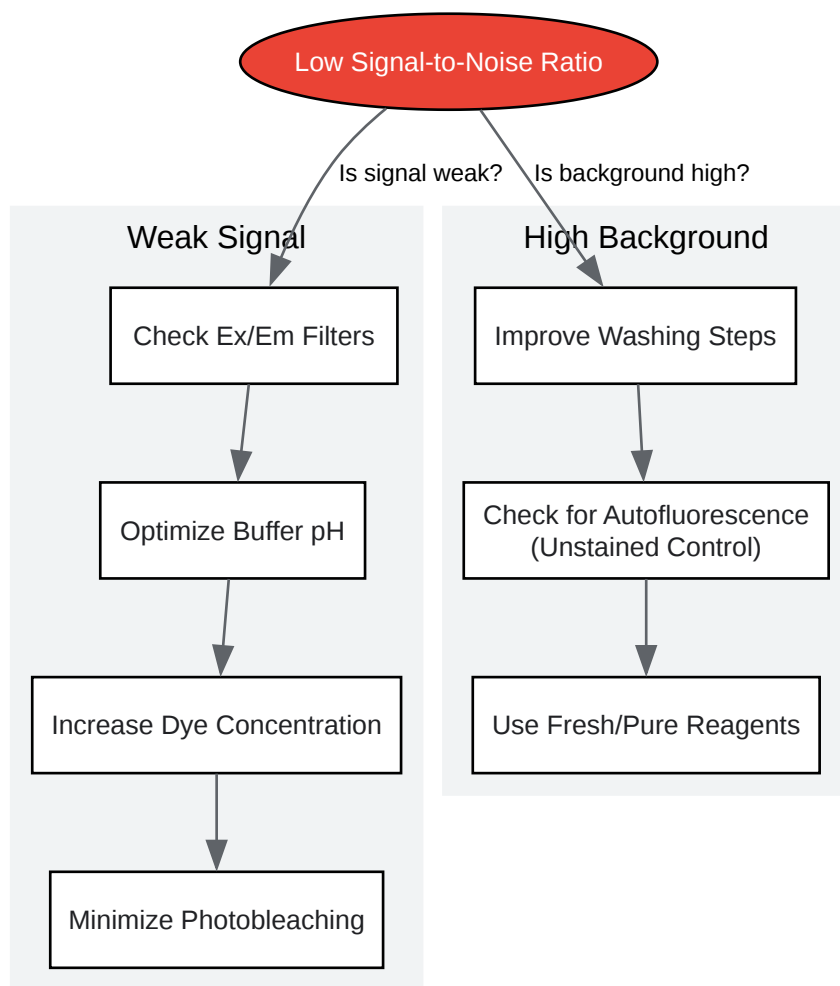 Low Signal-to-Noise Ratio
Is signal weak?
Is background high?
Weak Signal
Check Ex/Em Filters
Optimize Buffer pH
Increase Dye Concentration
Minimize Photobleaching
High Background
Improve Washing Steps
Check for Autofluorescence
(Unstained Control)
Use Fresh/Pure Reagents